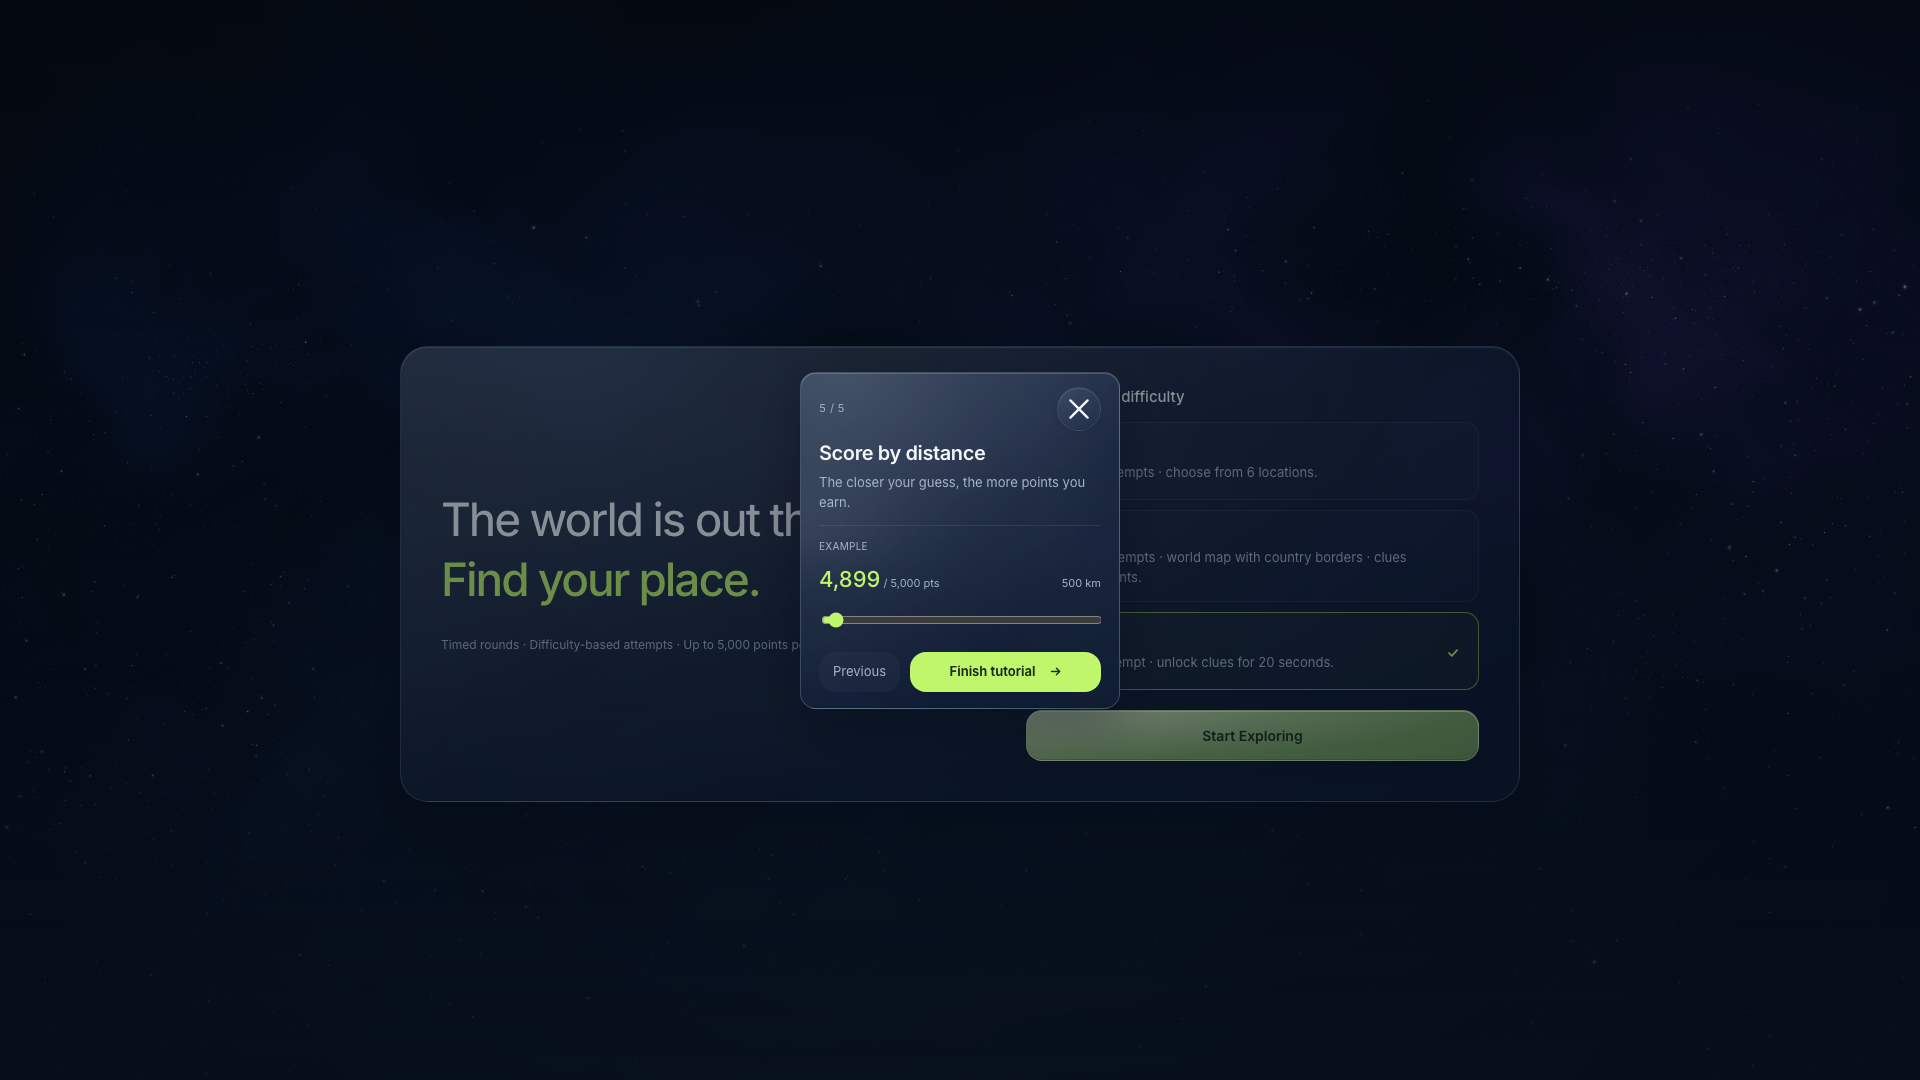 The world is out th
Find your place.
Timed rounds · Difficulty-based attempts · Up to 5,000 points
5 / 5
Score by distance
The closer your guess, the more points you
earn.
EXAMPLE
4,899 / 5,000 pts
500 km
Previous
Finish tutorial
difficulty
empts · choose from 6 locations.
empts · world map with country borders · clues
nts.
empt · unlock clues for 20 seconds.
Start Exploring